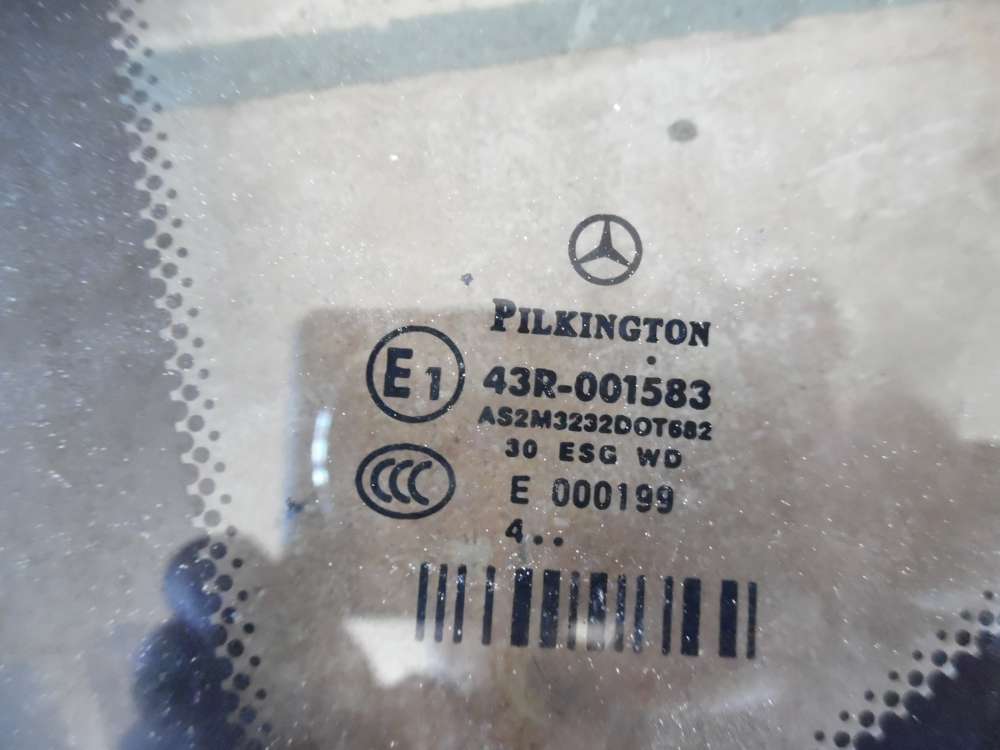 PILKINGTON
E1 43R-001583
AS2M3232DOT682
30 ESG WD
CCC E 000199
4..